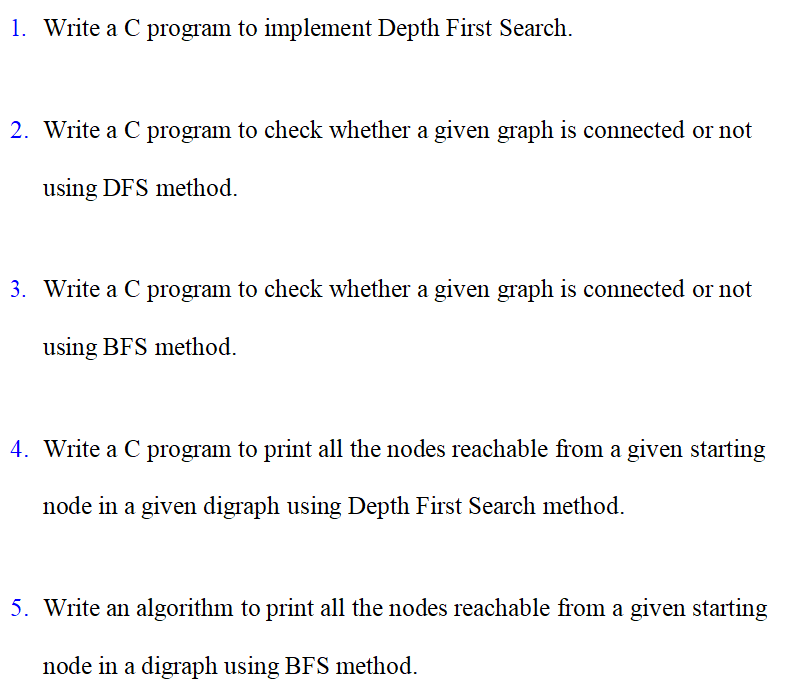 1. Write a C program to implement Depth First Search.
2. Write a C program to check whether a given graph is connected or not
using DFS method.
3. Write a C program to check whether a given graph is connected or not
using BFS method.
4. Write a C program to print all the nodes reachable from a given starting
node in a given digraph using Depth First Search method.
5. Write an algorithm to print all the nodes reachable from a given starting
node in a digraph using BFS method.